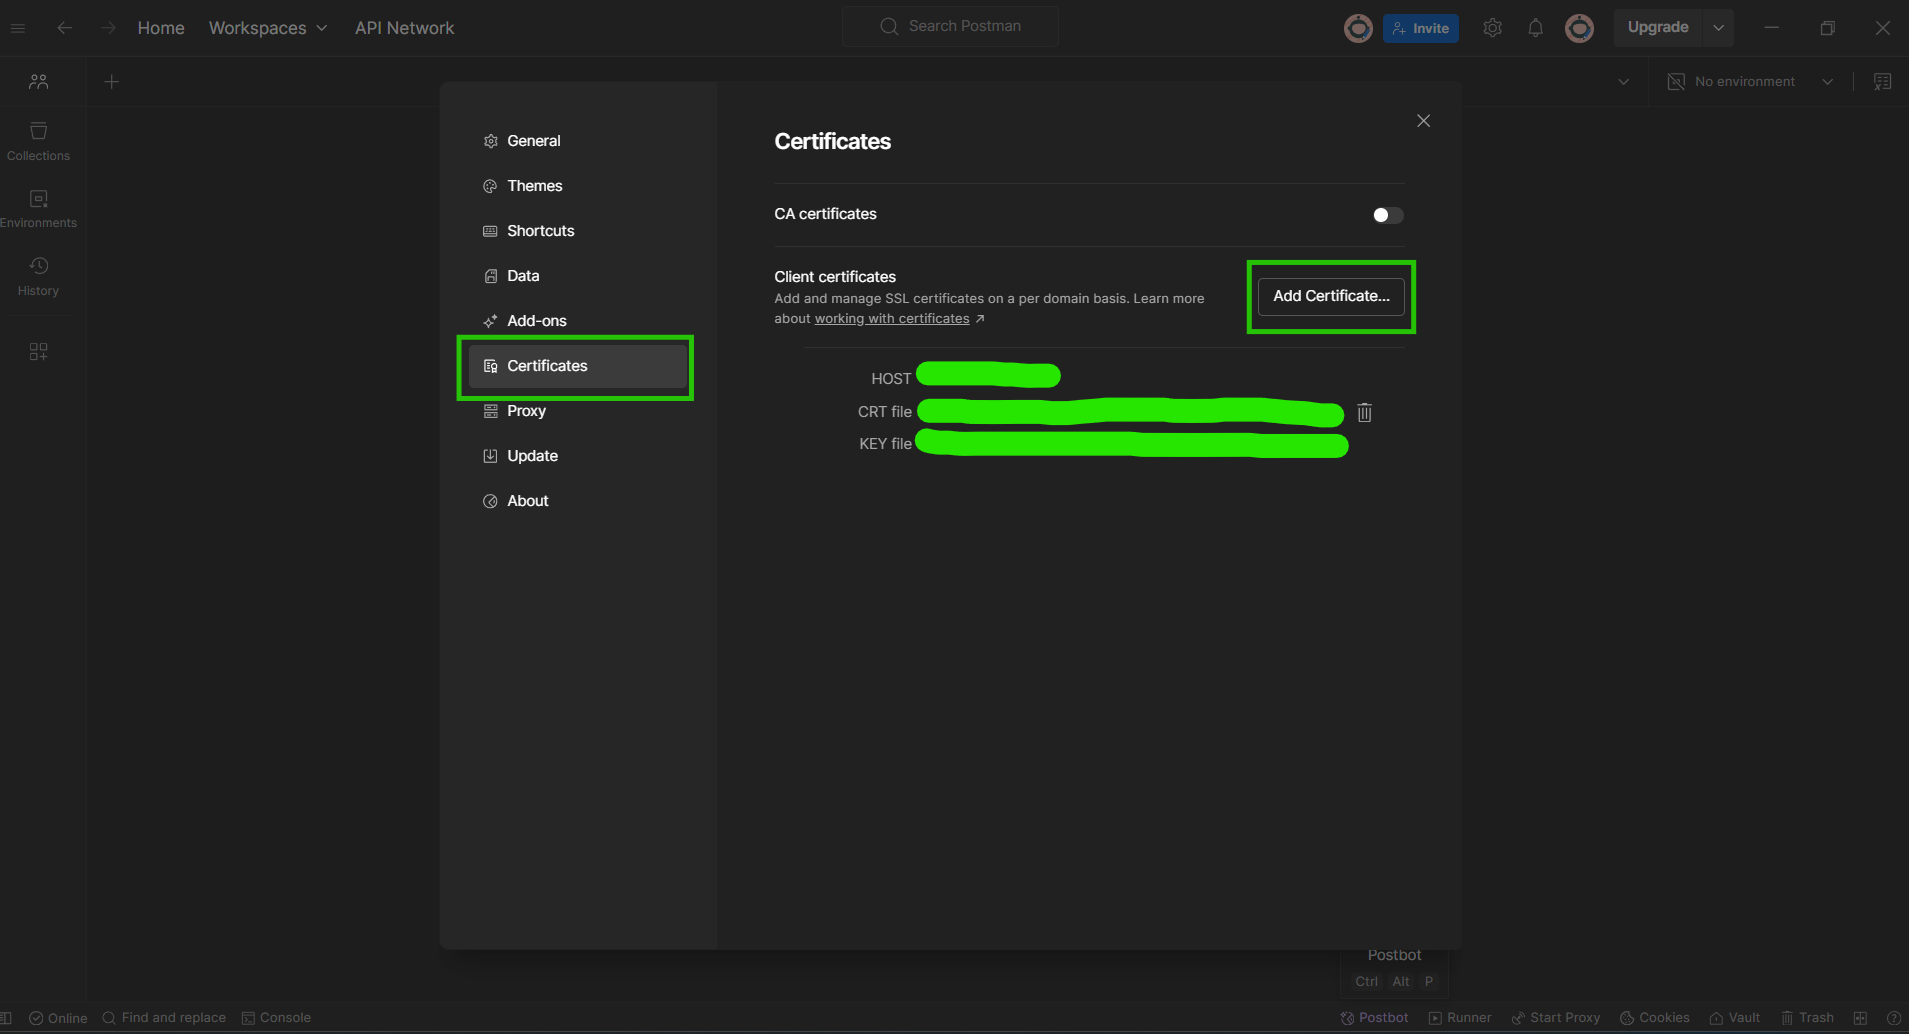 Home Workspaces API Network
Search Postman
Invite
Upgrade
No environment
Collections
Environments
History
General
Themes
Shortcuts
Data
Add-ons
Certificates
Proxy
Update
About
Certificates
CA certificates
Client certificates
Add and manage SSL certificates on a per domain basis. Learn more
about working with certificates ↗
Add Certificate...
HOST
CRT file
KEY file
Postbot
Ctrl Alt P
Online Find and replace Console
Postbot Runner Start Proxy Cookies Vault Trash